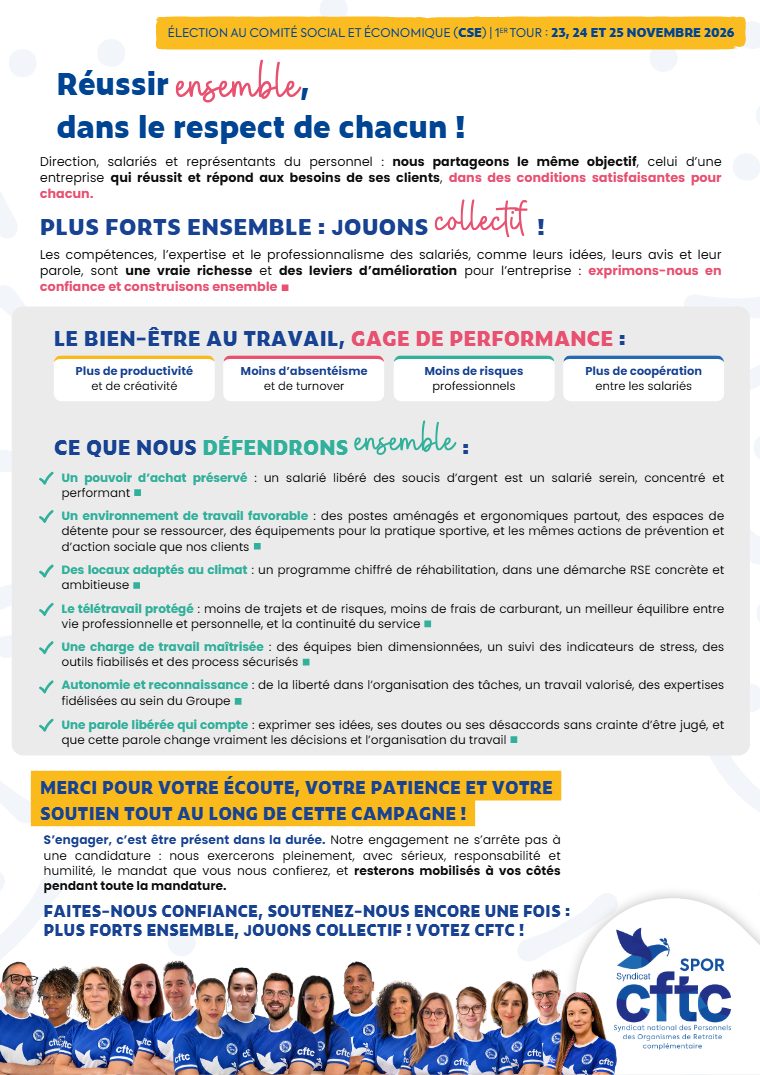 ÉLECTION AU COMITÉ SOCIAL ET ÉCONOMIQUE (CSE) | 1ER TOUR : 23, 24 ET 25 NOVEMBRE 2026
Réussir ensemble,
dans le respect de chacun !
Direction, salariés et représentants du personnel : nous partageons le même objectif, celui d'une
entreprise qui réussit et répond aux besoins de ses clients, dans des conditions satisfaisantes pour
chacun.
PLUS FORTS ENSEMBLE : JOUONS collectif !
Les compétences, l'expertise et le professionnalisme des salariés, comme leurs idées, leurs avis et leur
parole, sont une vraie richesse et des leviers d'amélioration pour l'entreprise : exprimons-nous en
confiance et construisons ensemble ■
LE BIEN-ÊTRE AU TRAVAIL, GAGE DE PERFORMANCE :
Plus de productivité
et de créativité
Moins d'absentéisme
et de turnover
Moins de risques
professionnels
Plus de coopération
entre les salariés
CE QUE NOUS DÉFENDRONS ensemble :
Un pouvoir d'achat préservé : un salarié libéré des soucis d'argent est un salarié serein, concentré et
performant ■
Un environnement de travail favorable : des postes aménagés et ergonomiques partout, des espaces de
détente pour se ressourcer, des équipements pour la pratique sportive, et les mêmes actions de prévention et
d'action sociale que nos clients ■
Des locaux adaptés au climat : un programme chiffré de réhabilitation, dans une démarche RSE concrète et
ambitieuse ■
Le télétravail protégé : moins de trajets et de risques, moins de frais de carburant, un meilleur équilibre entre
vie professionnelle et personnelle, et la continuité du service ■
Une charge de travail maîtrisée : des équipes bien dimensionnées, un suivi des indicateurs de stress, des
outils fiabilisés et des process sécurisés ■
Autonomie et reconnaissance : de la liberté dans l'organisation des tâches, un travail valorisé, des expertises
fidélisées au sein du Groupe ■
Une parole libérée qui compte : exprimer ses idées, ses doutes ou ses désaccords sans crainte d'être jugé, et
que cette parole change vraiment les décisions et l'organisation du travail ■
MERCI POUR VOTRE ÉCOUTE, VOTRE PATIENCE ET VOTRE
SOUTIEN TOUT AU LONG DE CETTE CAMPAGNE !
S'engager, c'est être présent dans la durée. Notre engagement ne s'arrête pas à
une candidature : nous exercerons pleinement, avec sérieux, responsabilité et
humilité, le mandat que vous nous confierez, et resterons mobilisés à vos côtés
pendant toute la mandature.
FAITES-NOUS CONFIANCE, SOUTENEZ-NOUS ENCORE UNE FOIS :
PLUS FORTS ENSEMBLE, JOUONS COLLECTIF ! VOTEZ CFTC !
SPOR
Syndicat
cftc
Syndicat national des Personnels
des Organismes de Retraite
complémentaire
cftc
cftc
cftc